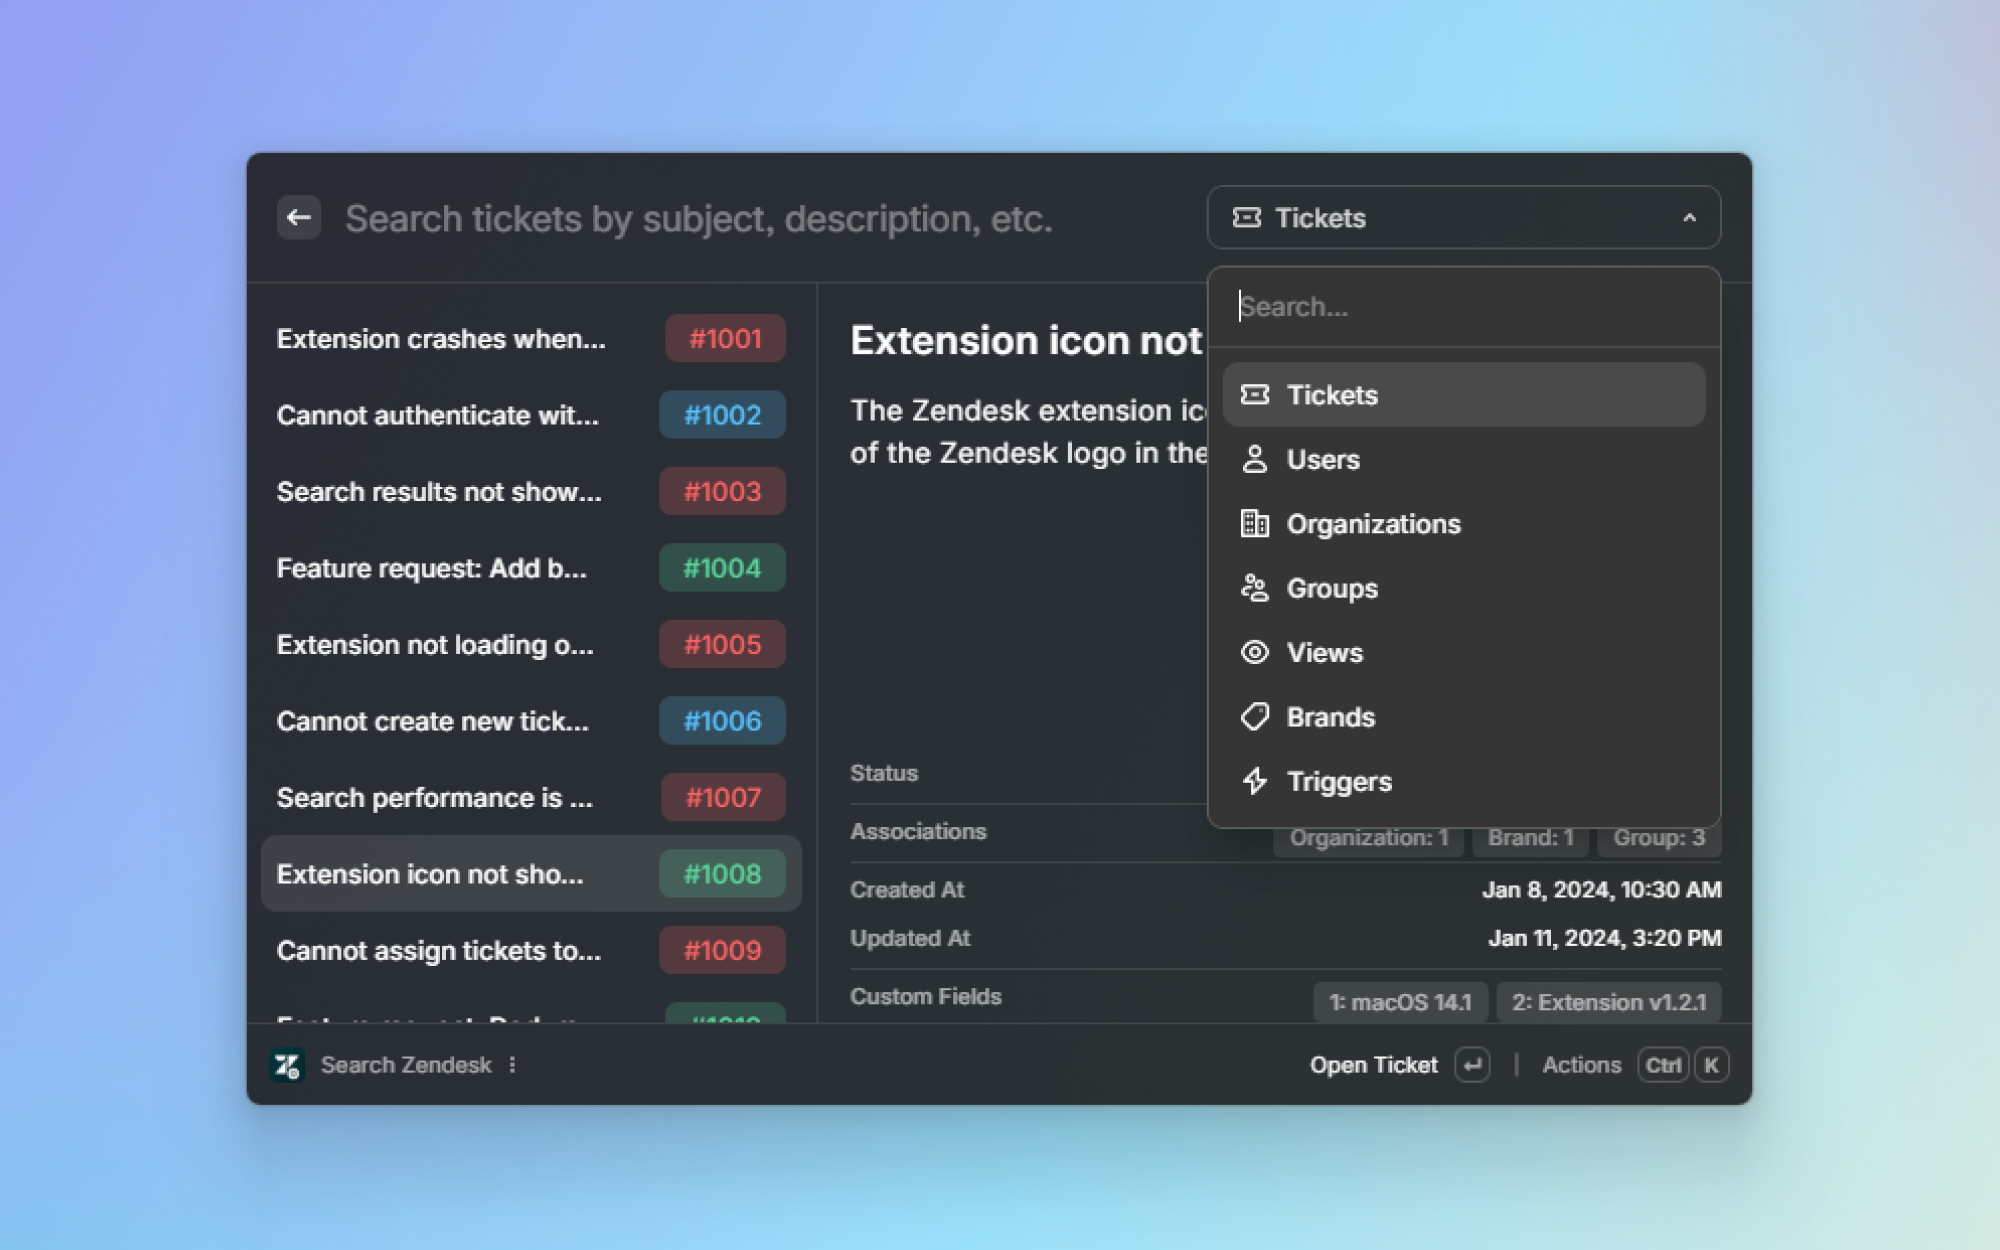 Search tickets by subject, description, etc.
Tickets
Search...
Tickets
Users
Organizations
Groups
Views
Brands
Triggers
Extension crashes when... #1001
Cannot authenticate wit... #1002
Search results not show... #1003
Feature request: Add b... #1004
Extension not loading o... #1005
Cannot create new tick... #1006
Search performance is ... #1007
Extension icon not sho... #1008
Cannot assign tickets to... #1009
Extension icon not
The Zendesk extension
of the Zendesk logo in the
Status
Associations Organization: 1 Brand: 1 Group: 3
Created At Jan 8, 2024, 10:30 AM
Updated At Jan 11, 2024, 3:20 PM
Custom Fields 1: macOS 14.1 2: Extension v1.2.1
Search Zendesk
Open Ticket Actions Ctrl K